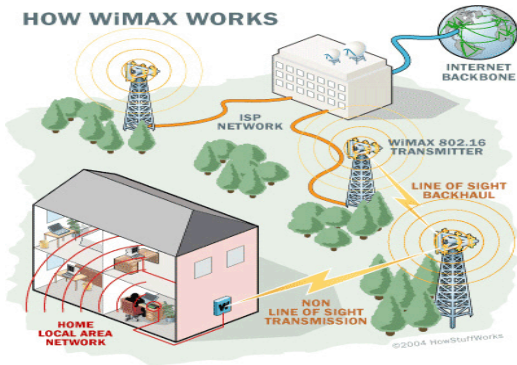 HOW WiMAX WORKS
INTERNET
BACKBONE
ISP
NETWORK
WiMAX 802.16
TRANSMITTER
LINE OF SIGHT
BACKHAUL
NON
LINE OF SIGHT
TRANSMISSION
HOME
LOCAL AREA
NETWORK
©2004 HowStuffWorks